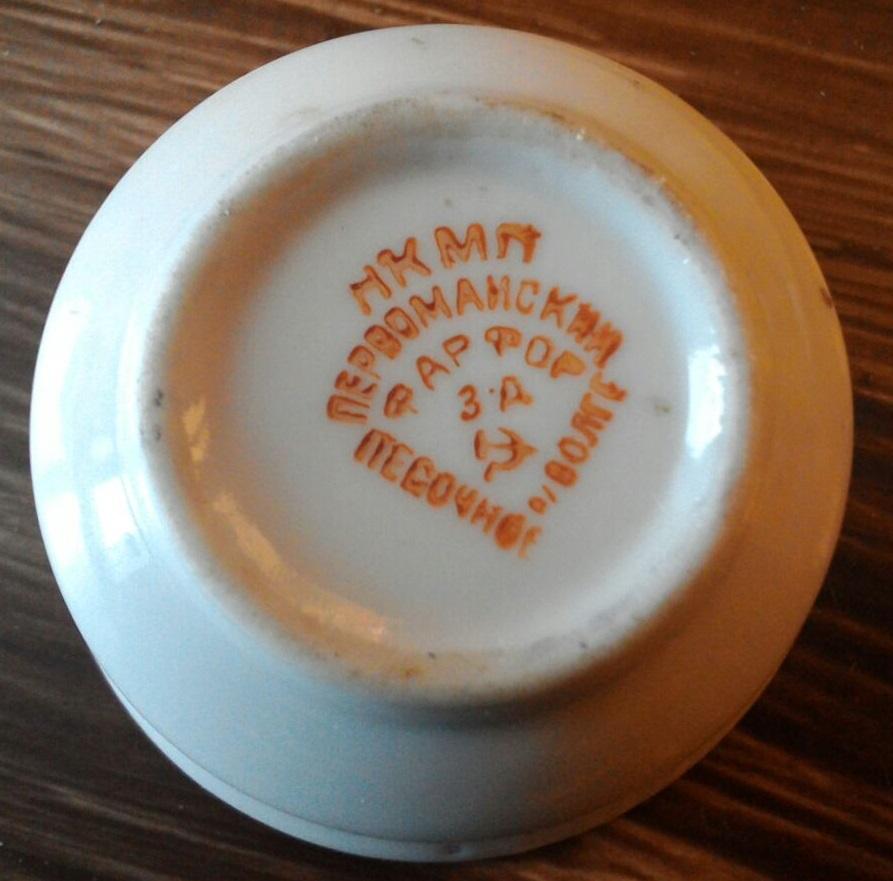 НКМП
ПЕРВОМАЙСКИЙ
ФАРФОР
З-Д
ПЕСОЧНОЕ
П/ВОЛГЕ